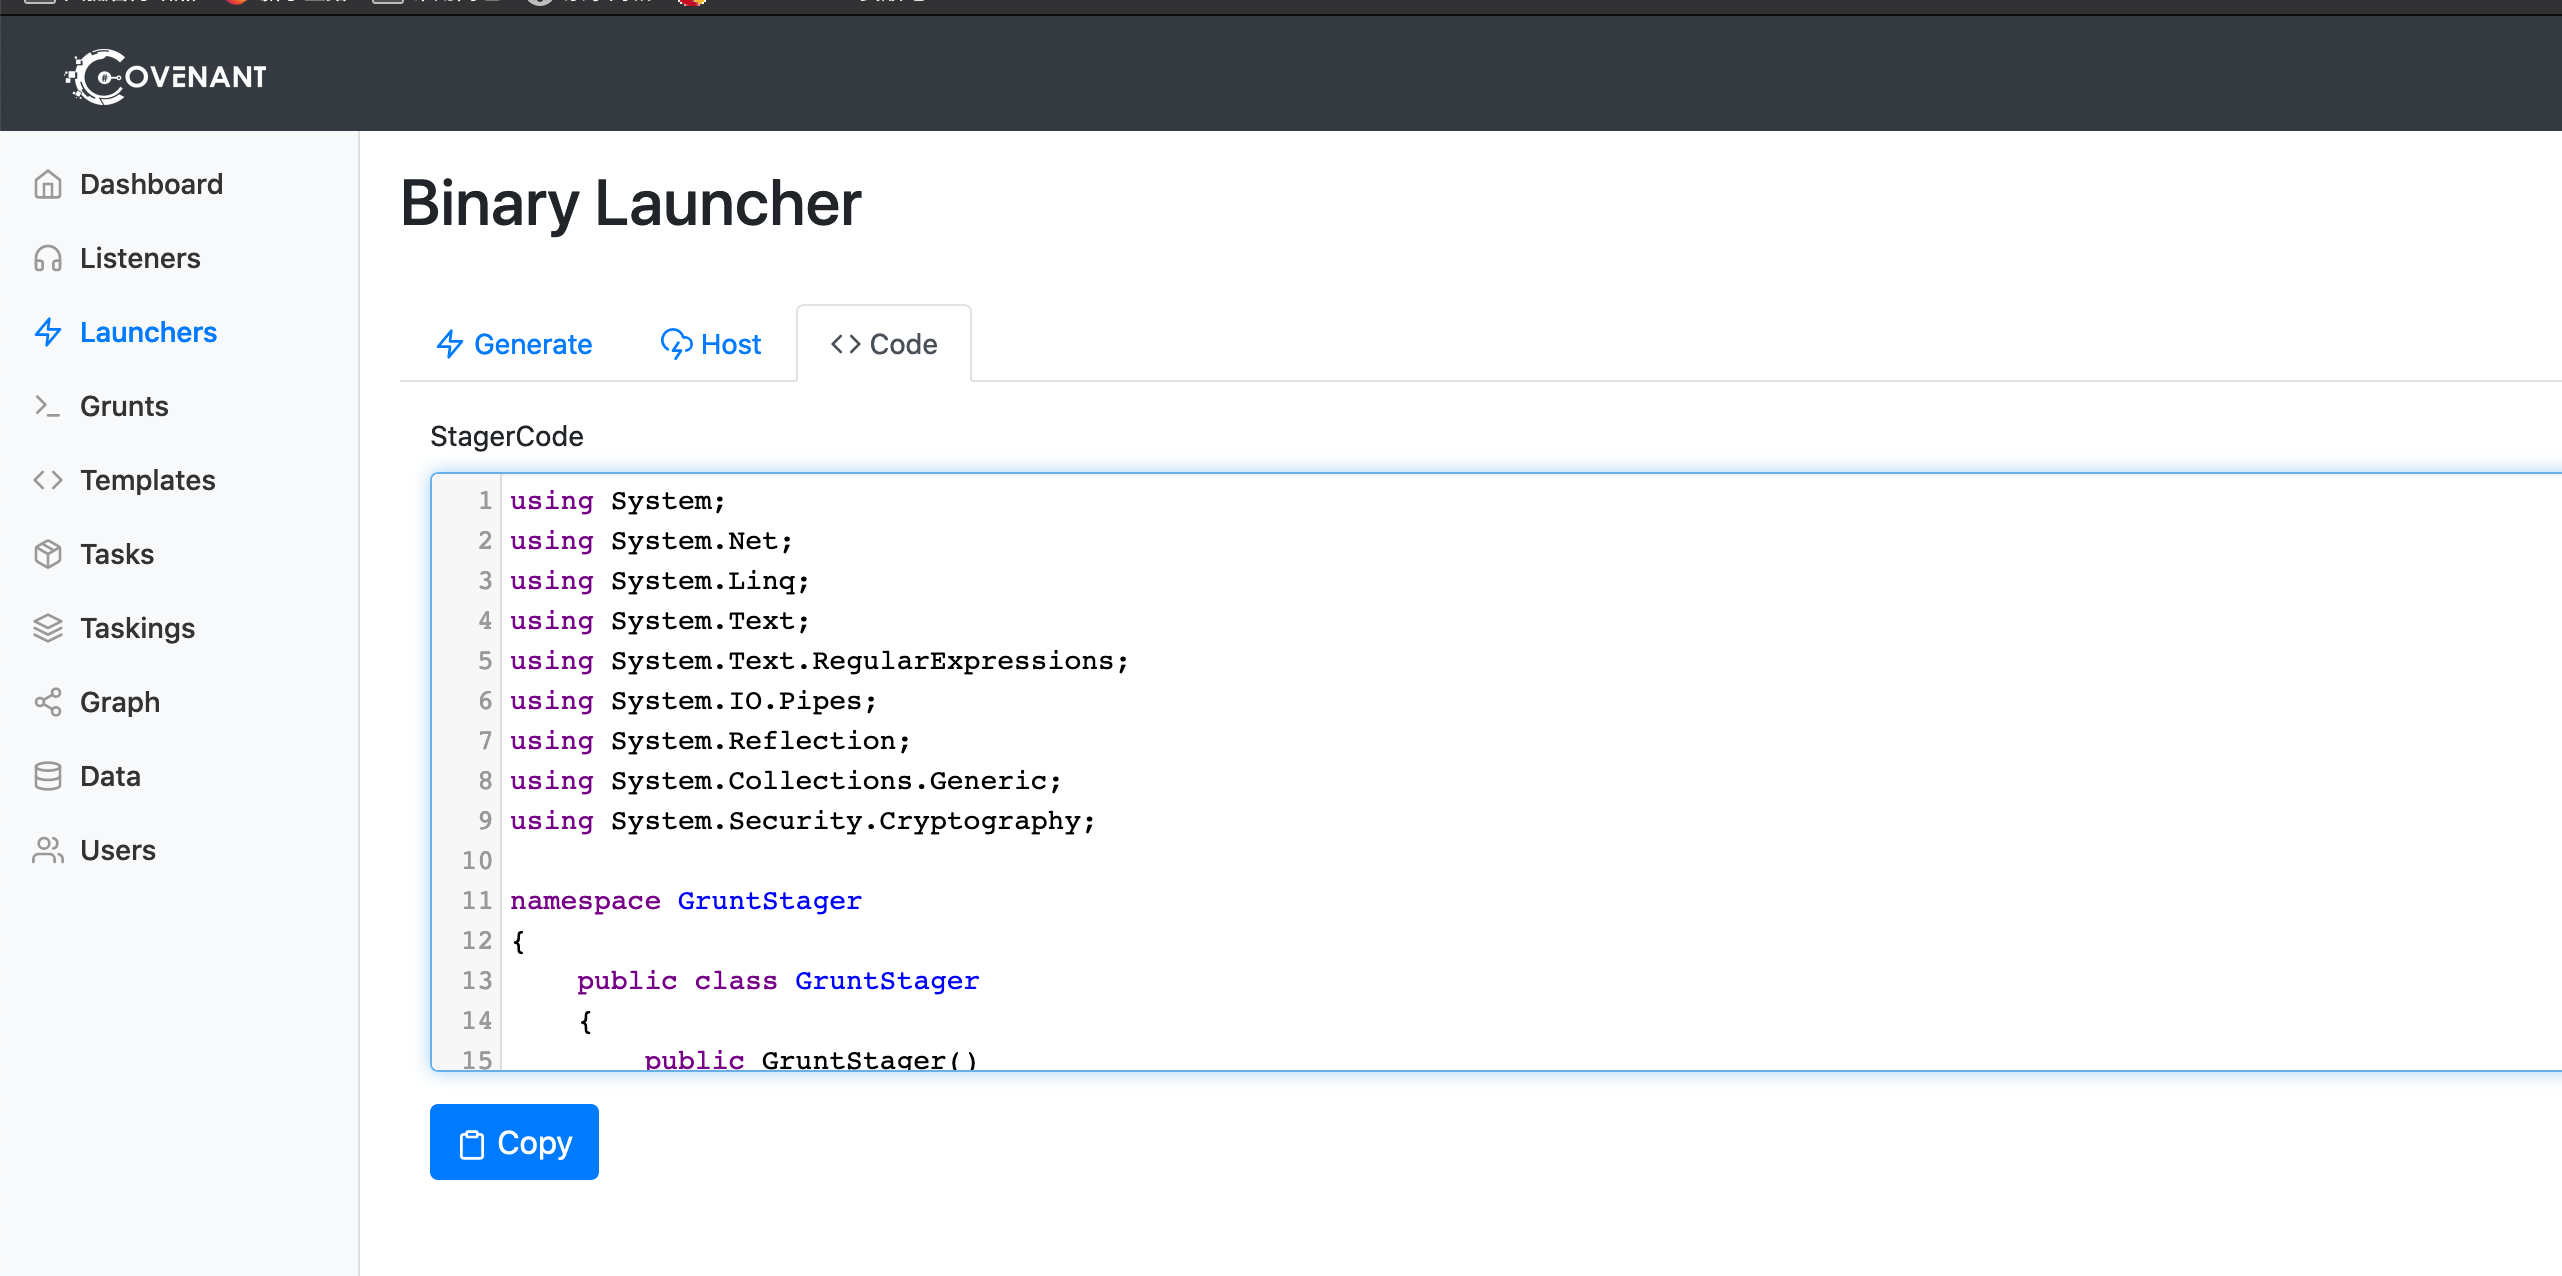 COVENANT
Dashboard
Listeners
Launchers
Grunts
Templates
Tasks
Taskings
Graph
Data
Users
Binary Launcher
Generate Host <> Code
StagerCode
1 using System;
2 using System.Net;
3 using System.Linq;
4 using System.Text;
5 using System.Text.RegularExpressions;
6 using System.IO.Pipes;
7 using System.Reflection;
8 using System.Collections.Generic;
9 using System.Security.Cryptography;
10
11 namespace GruntStager
12 {
13 public class GruntStager
14 {
15 public GruntStager()
Copy